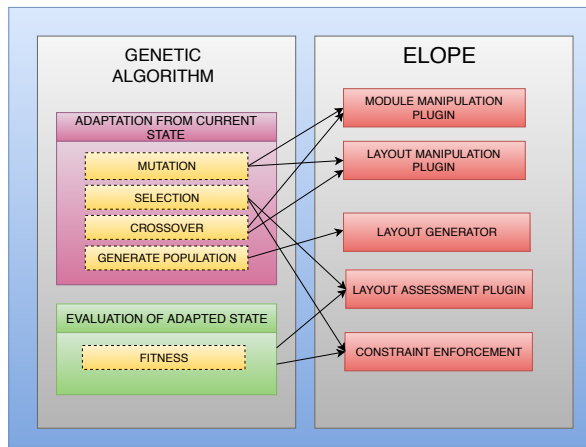 GENETIC
ALGORITHM
ADAPTATION FROM CURRENT
STATE
MUTATION
SELECTION
CROSSOVER
GENERATE POPULATION
EVALUATION OF ADAPTED STATE
FITNESS
ELOPE
MODULE MANIPULATION
PLUGIN
LAYOUT MANIPULATION
PLUGIN
LAYOUT GENERATOR
LAYOUT ASSESSMENT PLUGIN
CONSTRAINT ENFORCEMENT